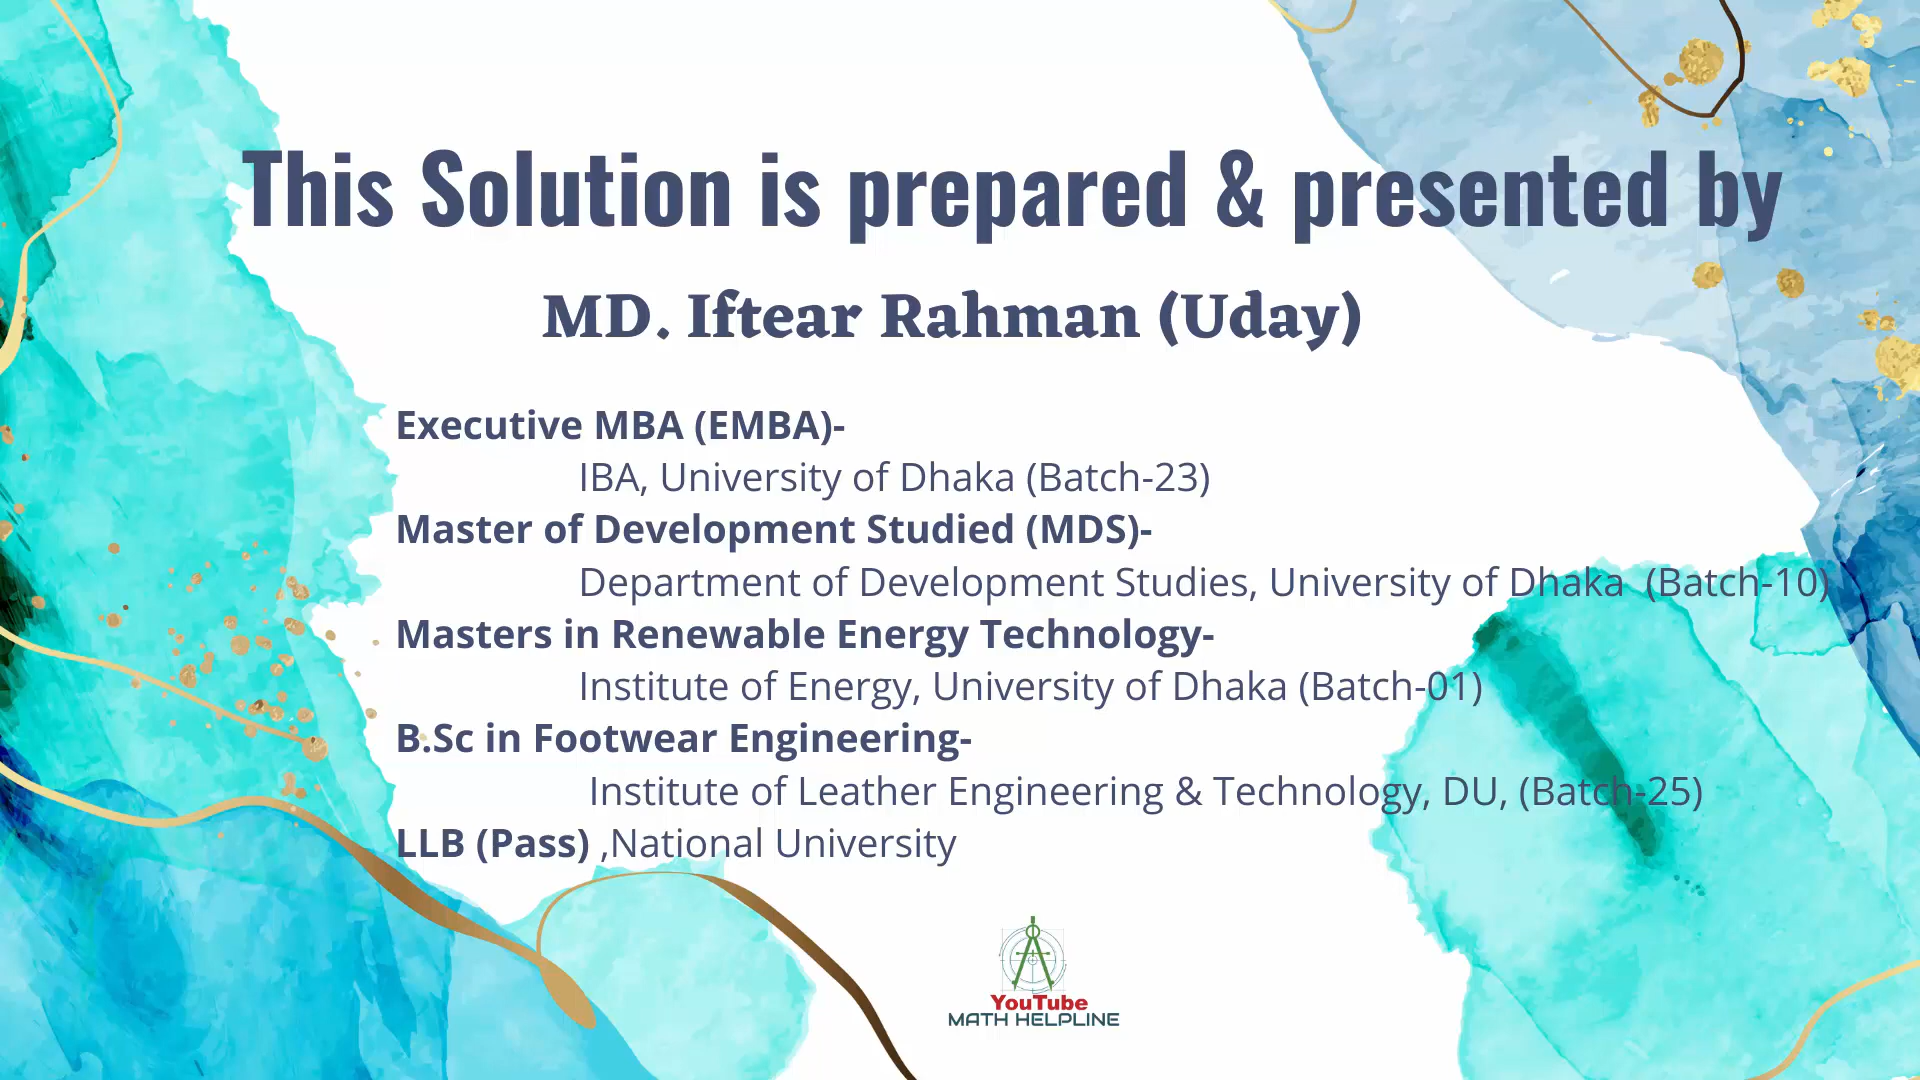 This Solution is prepared & presented by
MD. Iftear Rahman (Uday)
Executive MBA (EMBA)-
IBA, University of Dhaka (Batch-23)
Master of Development Studied (MDS)-
Department of Development Studies, University of Dhaka (Batch-10)
Masters in Renewable Energy Technology-
Institute of Energy, University of Dhaka (Batch-01)
B.Sc in Footwear Engineering-
Institute of Leather Engineering & Technology, DU, (Batch-25)
LLB (Pass) ,National University
YouTube
MATH HELPLINE